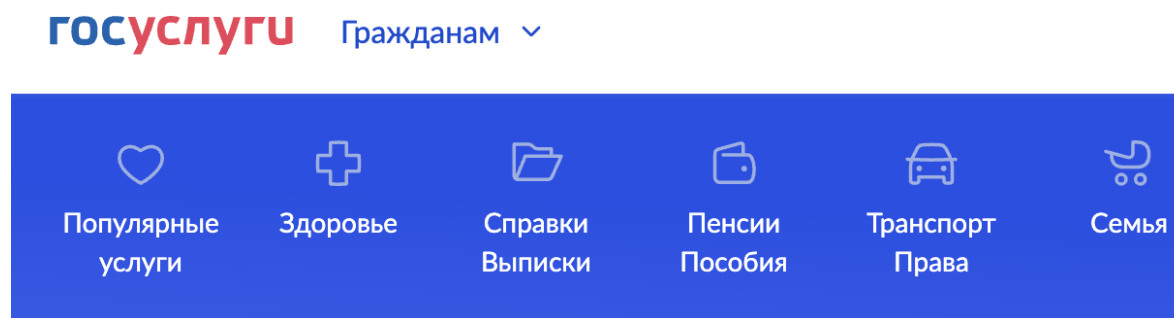 госуслуги Гражданам
Популярные
услуги
Здоровье
Справки
Выписки
Пенсии
Пособия
Транспорт
Права
Семья